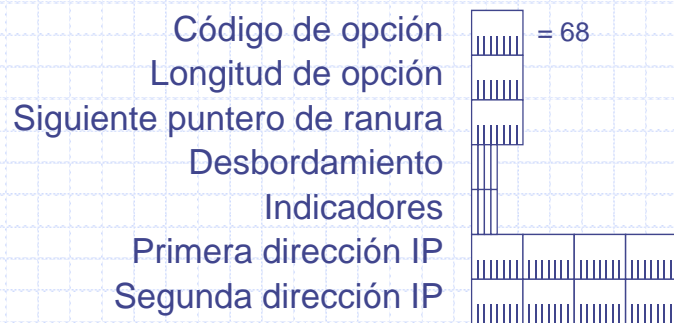 Código de opción = 68
Longitud de opción
Siguiente puntero de ranura
Desbordamiento
Indicadores
Primera dirección IP
Segunda dirección IP